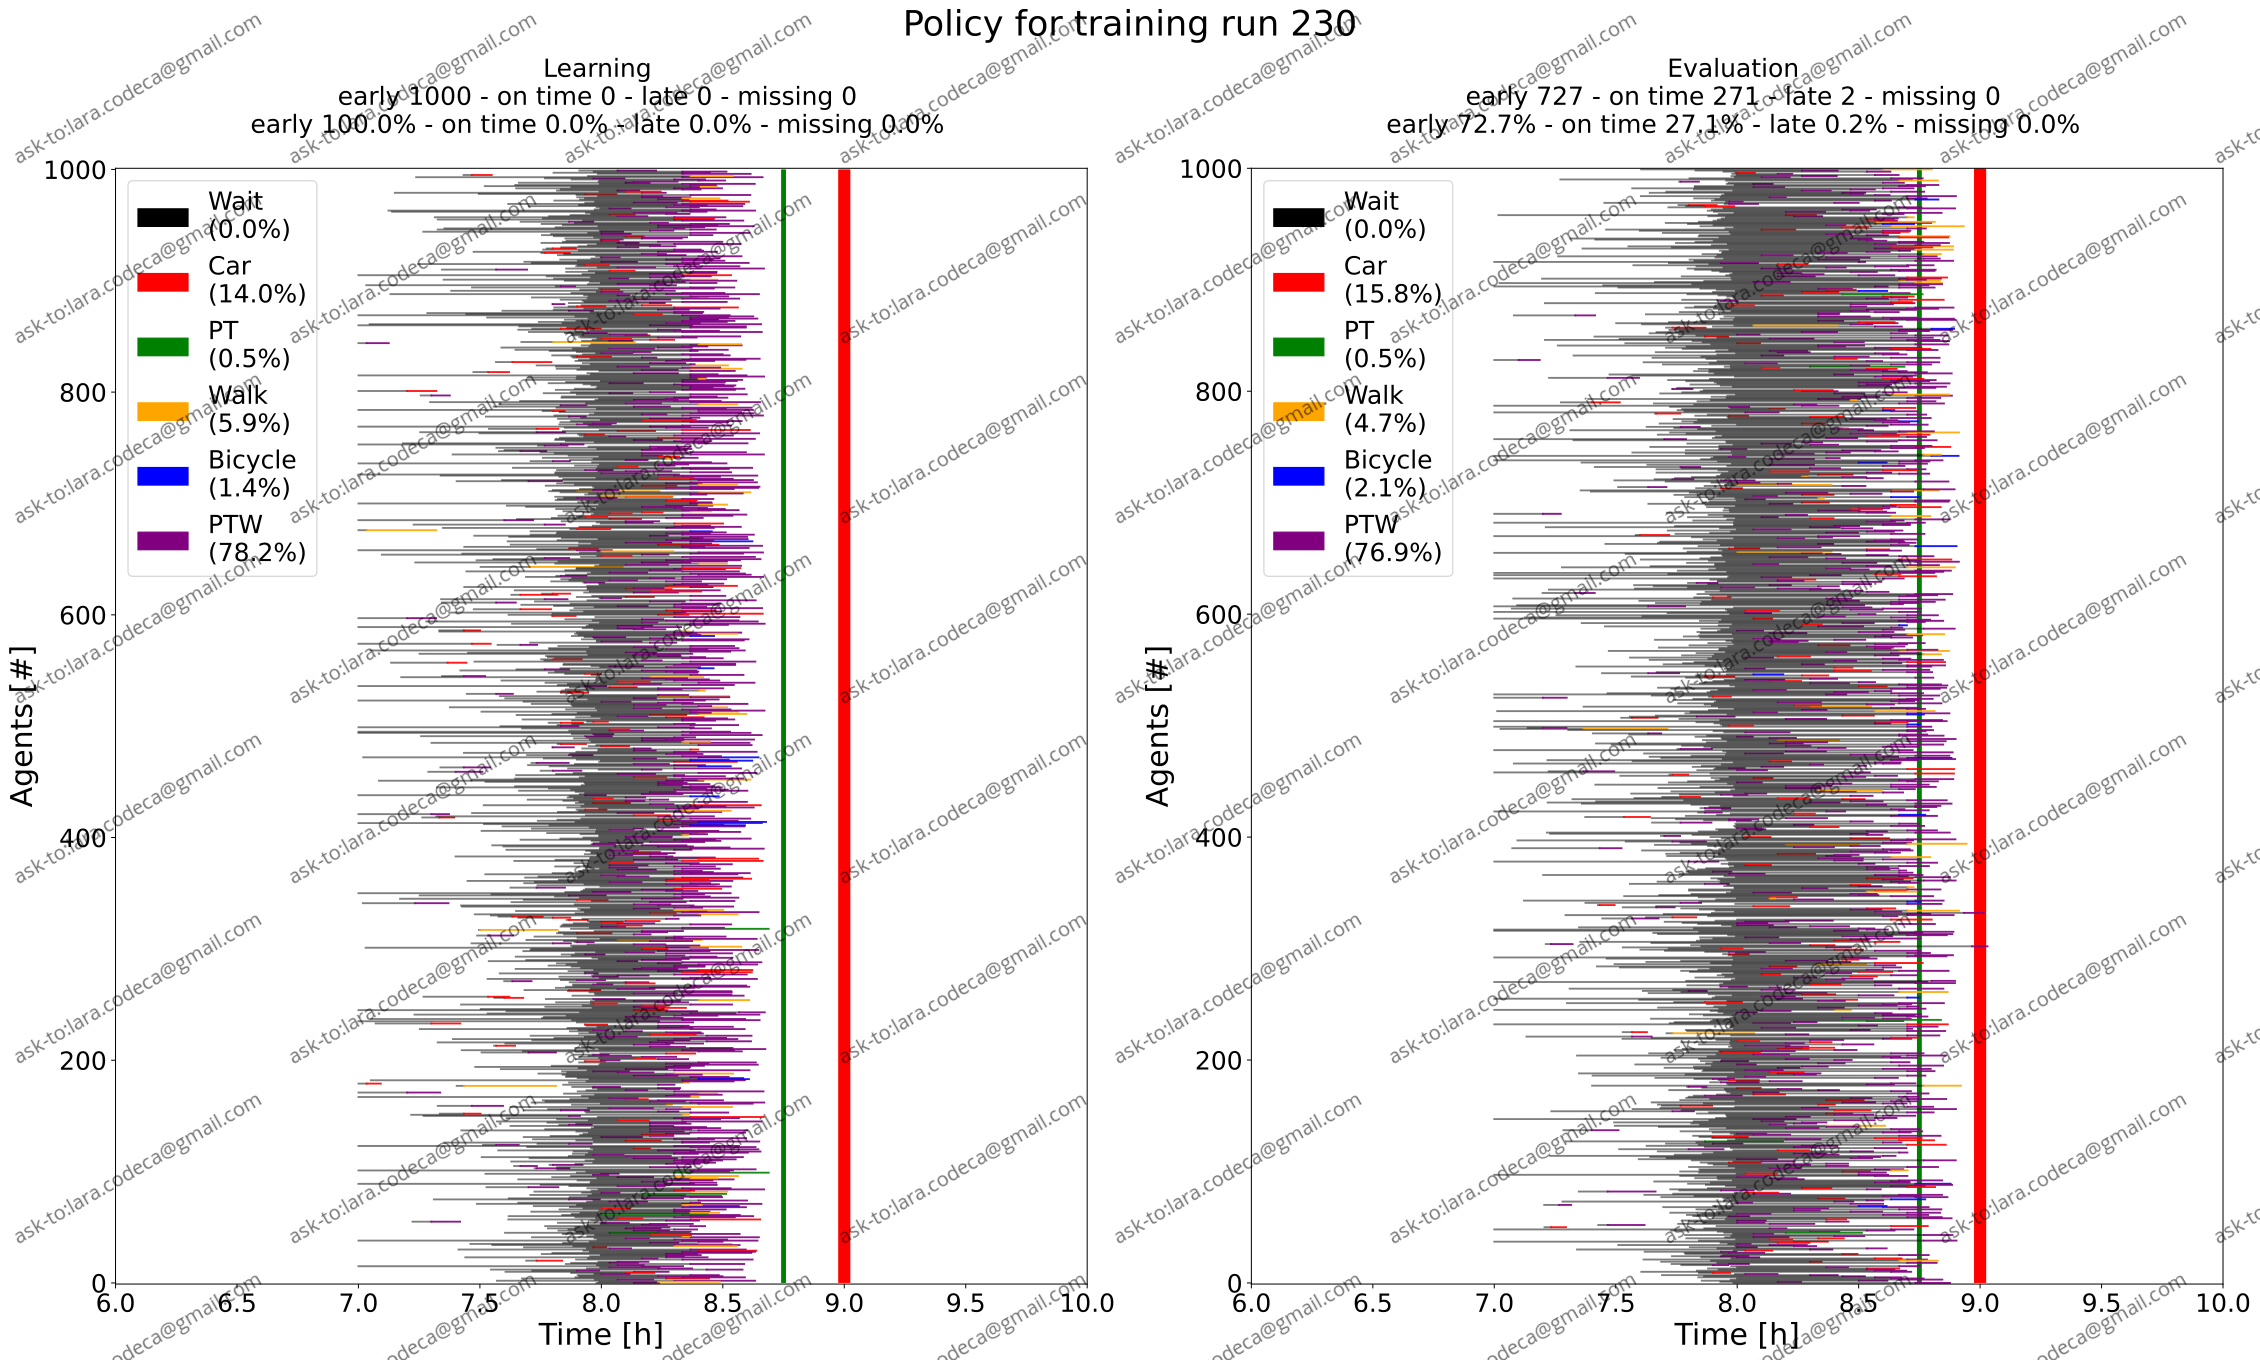 Policy for training run 230
Learning
early 1000 - on time 0 - late 0 - missing 0
early 100.0% - on time 0.0% - late 0.0% - missing 0.0%
Wait
(0.0%)
Car
(14.0%)
PT
(0.5%)
Walk
(5.9%)
Bicycle
(1.4%)
PTW
(78.2%)
1000
800
600
400
200
0
Agents [#]
6.0 6.5 7.0 7.5 8.0 8.5 9.0 9.5 10.0
Time [h]
Evaluation
early 727 - on time 271 - late 2 - missing 0
early 72.7% - on time 27.1% - late 0.2% - missing 0.0%
Wait
(0.0%)
Car
(15.8%)
PT
(0.5%)
Walk
(4.7%)
Bicycle
(2.1%)
PTW
(76.9%)
1000
800
600
400
200
0
Agents [#]
6.0 6.5 7.0 7.5 8.0 8.5 9.0 9.5 10.0
Time [h]
ask-to:lara.codeca@gmail.com